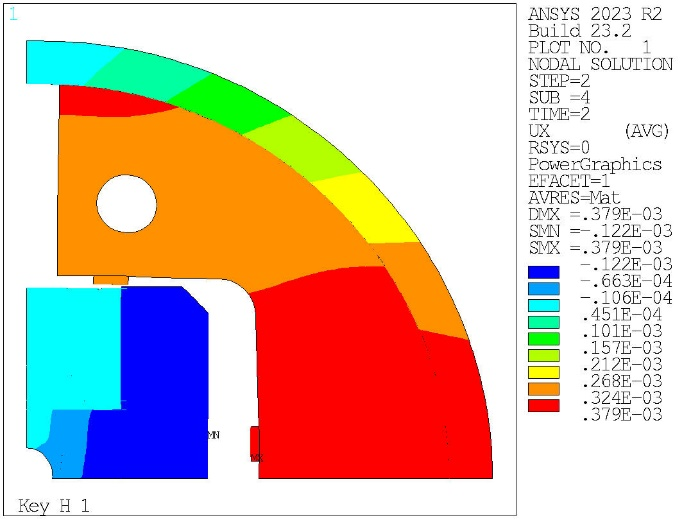 1
ANSYS 2023 R2
Build 23.2
PLOT NO. 1
NODAL SOLUTION
STEP=2
SUB =4
TIME=2
UX (AVG)
RSYS=0
PowerGraphics
EFACET=1
AVRES=Mat
DMX =.379E-03
SMN =-.122E-03
SMX =.379E-03
-.122E-03
-.663E-04
-.106E-04
.451E-04
.101E-03
.157E-03
.212E-03
.268E-03
.324E-03
.379E-03
MN
MX
Key H 1